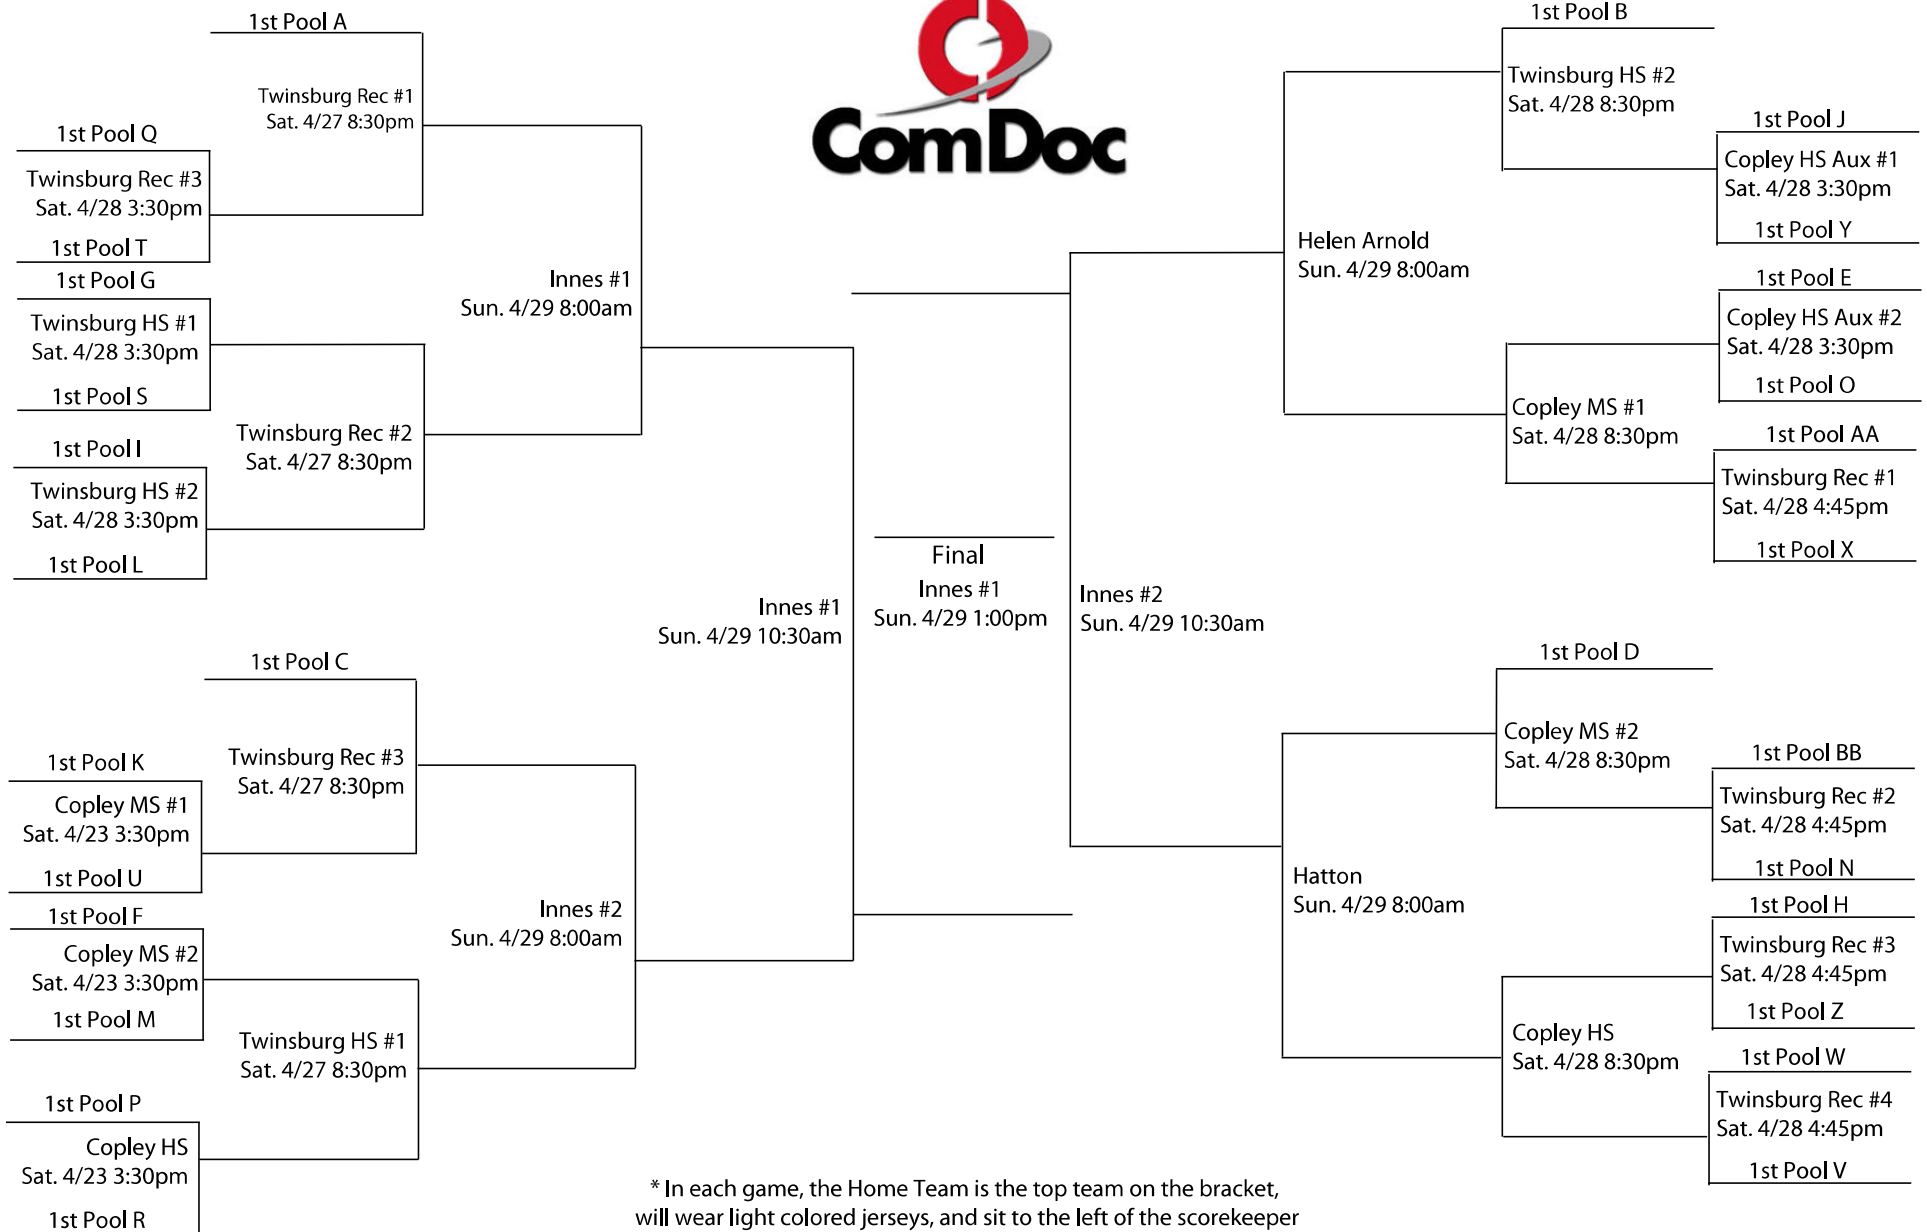 1st Pool A
Twinsburg Rec #1
Sat. 4/27 8:30pm
1st Pool Q
Twinsburg Rec #3
Sat. 4/28 3:30pm
1st Pool T
1st Pool G
Twinsburg HS #1
Sat. 4/28 3:30pm
1st Pool S
1st Pool I
Twinsburg HS #2
Sat. 4/28 3:30pm
1st Pool L
Twinsburg Rec #2
Sat. 4/27 8:30pm
Innes #1
Sun. 4/29 8:00am
1st Pool C
Twinsburg Rec #3
Sat. 4/27 8:30pm
1st Pool K
Copley MS #1
Sat. 4/23 3:30pm
1st Pool U
1st Pool F
Copley MS #2
Sat. 4/23 3:30pm
1st Pool M
Twinsburg HS #1
Sat. 4/27 8:30pm
1st Pool P
Copley HS
Sat. 4/23 3:30pm
1st Pool R
Innes #2
Sun. 4/29 8:00am
Innes #1
Sun. 4/29 10:30am
ComDoc
Final
Innes #1
Sun. 4/29 1:00pm
Innes #2
Sun. 4/29 10:30am
Helen Arnold
Sun. 4/29 8:00am
1st Pool B
Twinsburg HS #2
Sat. 4/28 8:30pm
1st Pool J
Copley HS Aux #1
Sat. 4/28 3:30pm
1st Pool Y
1st Pool E
Copley HS Aux #2
Sat. 4/28 3:30pm
1st Pool O
Copley MS #1
Sat. 4/28 8:30pm
1st Pool AA
Twinsburg Rec #1
Sat. 4/28 4:45pm
1st Pool X
1st Pool D
Copley MS #2
Sat. 4/28 8:30pm
1st Pool BB
Twinsburg Rec #2
Sat. 4/28 4:45pm
1st Pool N
Hatton
Sun. 4/29 8:00am
1st Pool H
Twinsburg Rec #3
Sat. 4/28 4:45pm
1st Pool Z
Copley HS
Sat. 4/28 8:30pm
1st Pool W
Twinsburg Rec #4
Sat. 4/28 4:45pm
1st Pool V
* In each game, the Home Team is the top team on the bracket,
will wear light colored jerseys, and sit to the left of the scorekeeper